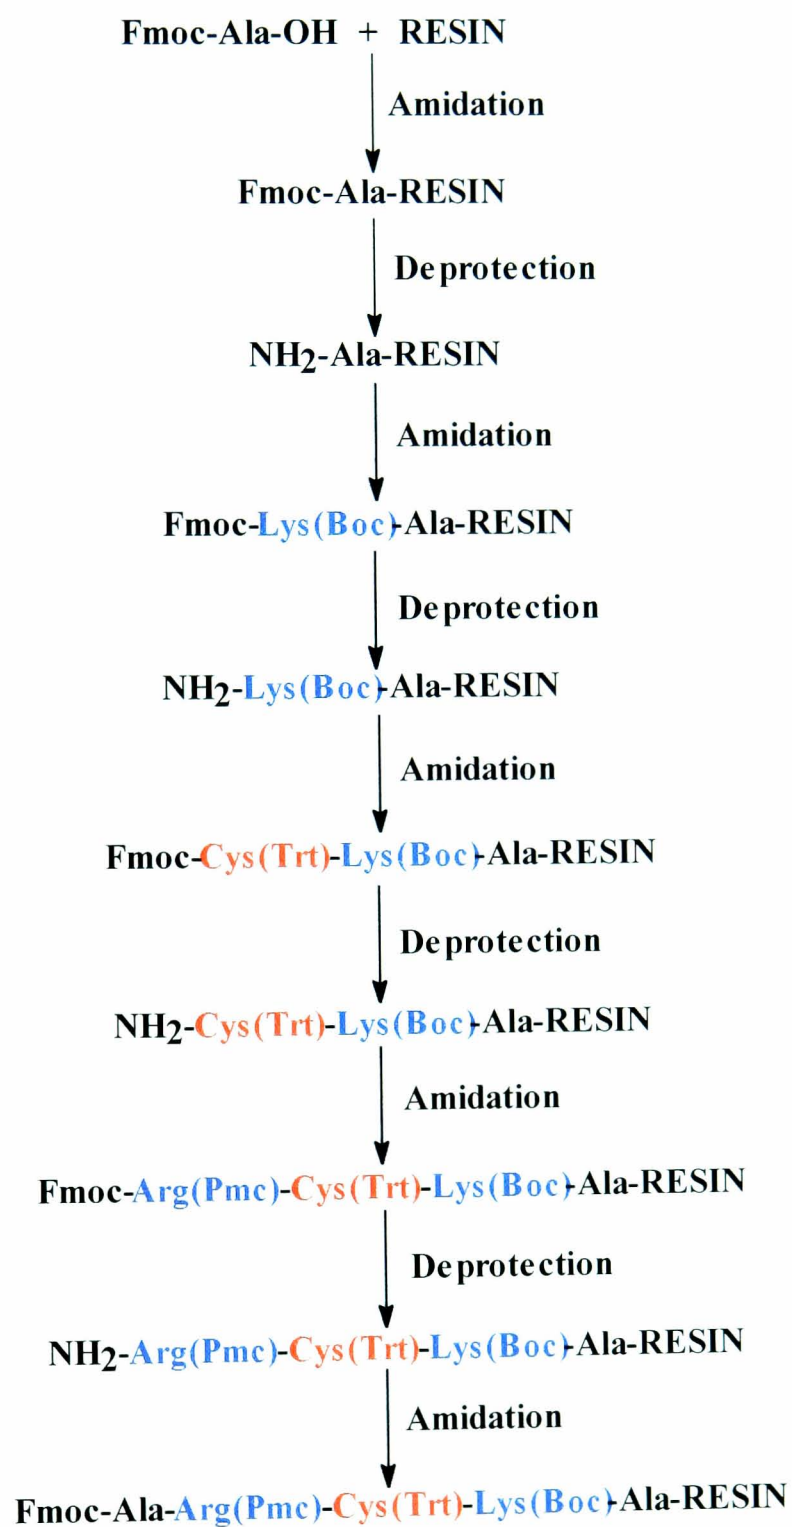 Fmoc-Ala-OH + RESIN
Amidation
Fmoc-Ala-RESIN
Deprotection
NH2-Ala-RESIN
Amidation
Fmoc-Lys(Boc)-Ala-RESIN
Deprotection
NH2-Lys(Boc)-Ala-RESIN
Amidation
Fmoc-Cys(Trt)-Lys(Boc)-Ala-RESIN
Deprotection
NH2-Cys(Trt)-Lys(Boc)-Ala-RESIN
Amidation
Fmoc-Arg(Pmc)-Cys(Trt)-Lys(Boc)-Ala-RESIN
Deprotection
NH2-Arg(Pmc)-Cys(Trt)-Lys(Boc)-Ala-RESIN
Amidation
Fmoc-Ala-Arg(Pmc)-Cys(Trt)-Lys(Boc)-Ala-RESIN